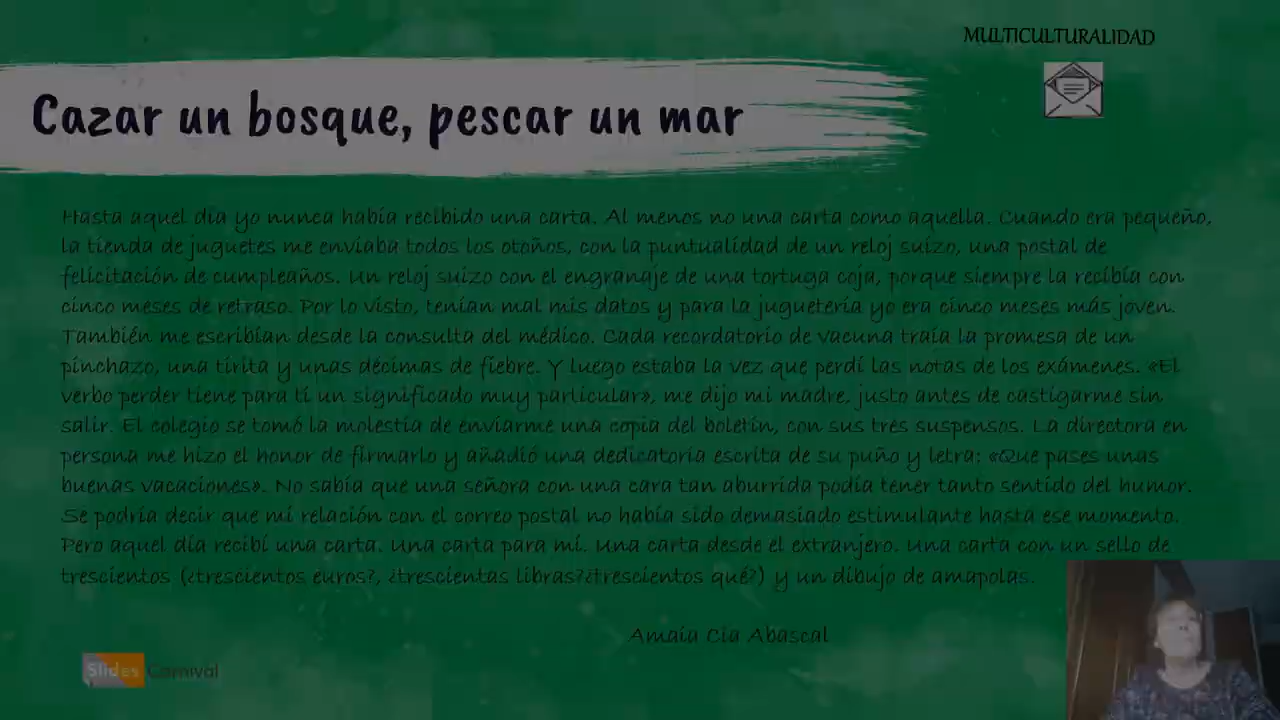 MULTICULTURALIDAD
Cazar un bosque, pescar un mar
Hasta aquel día yo nunca había recibido una carta. Al menos no una carta como aquella. Cuando era pequeño,
la tienda de juguetes me enviaba todos los otoños, con la puntualidad de un reloj suizo, una postal de
felicitación de cumpleaños. Un reloj suizo con el engranaje de una tortuga coja, porque siempre la recibía con
cinco meses de retraso. Por lo visto, tenían mal mis datos y para la juguetería yo era cinco meses más joven.
También me escribían desde la consulta del médico. Cada recordatorio de vacuna traía la promesa de un
pinchazo, una tirita y unas décimas de fiebre. Y luego estaba la vez que perdí las notas de los exámenes. «El
verbo perder tiene para ti un significado muy particular», me dijo mi madre, justo antes de castigarme sin
salir. El colegio se tomó la molestia de enviarme una copia del boletín, con sus tres suspensos. La directora en
persona me hizo el honor de firmarlo y añadió una dedicatoria escrita de su puño y letra: «Que pases unas
buenas vacaciones». No sabía que una señora con una cara tan aburrida podía tener tanto sentido del humor.
Se podría decir que mi relación con el correo postal no había sido demasiado estimulante hasta ese momento.
Pero aquel día recibí una carta. Una carta para mí. Una carta desde el extranjero. Una carta con un sello de
trescientos (¿trescientos euros?, ¿trescientas libras?¿trescientos qué?) y un dibujo de amapolas.
Amaia Cia Abascal
Slides Carnival